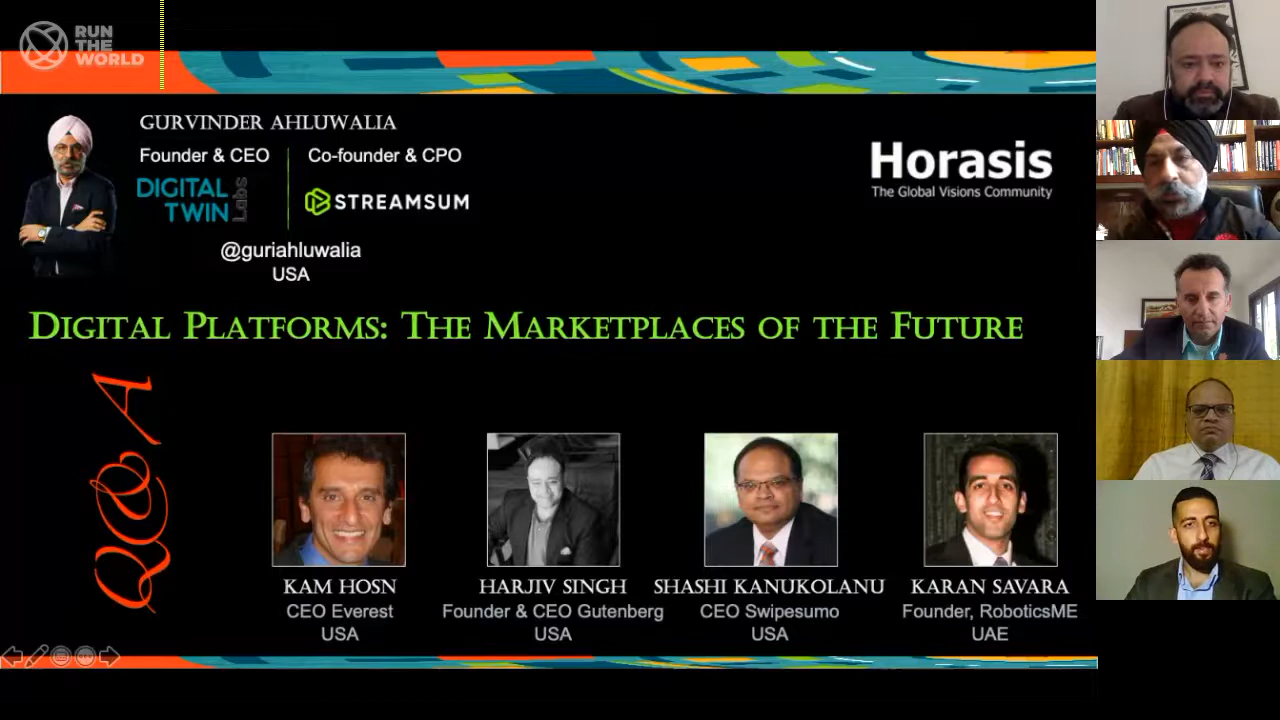 RUN
THE
WORLD
GURVINDER AHLUWALIA
Founder & CEO
Co-founder & CPO
DIGITAL
TWIN Labs
STREAMSUM
@guriahluwalia
USA
Horasis
The Global Visions Community
DIGITAL PLATFORMS: THE MARKETPLACES OF THE FUTURE
Q&A
KAM HOSN
CEO Everest
USA
HARJIV SINGH
Founder & CEO Gutenberg
USA
SHASHI KANUKOLANU
CEO Swipesumo
USA
KARAN SAVARA
Founder, RoboticsME
UAE